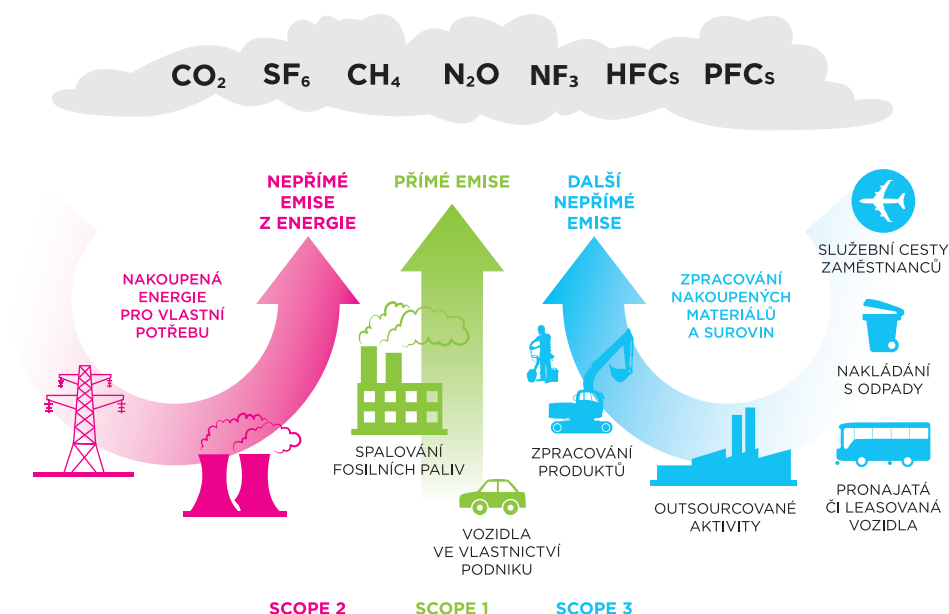 CO₂ SF₆ CH₄ N₂O NF₃ HFCs PFCs
NEPŘÍMÉ
EMISE
Z ENERGIE
PŘÍMÉ EMISE
DALŠÍ
NEPŘÍMÉ
EMISE
NAKOUPENÁ
ENERGIE
PRO VLASTNÍ
POTŘEBU
ZPRACOVÁNÍ
NAKOUPENÝCH
MATERIÁLŮ
A SUROVIN
SLUŽEBNÍ CESTY
ZAMĚSTNANCŮ
NAKLÁDÁNÍ
S ODPADY
SPALOVÁNÍ
FOSILNÍCH PALIV
ZPRACOVÁNÍ
PRODUKTŮ
OUTSOURCOVANÉ
AKTIVITY
PRONAJATÁ
ČI LEASOVANÁ
VOZIDLA
VOZIDLA
VE VLASTNICTVÍ
PODNIKU
SCOPE 2 SCOPE 1 SCOPE 3